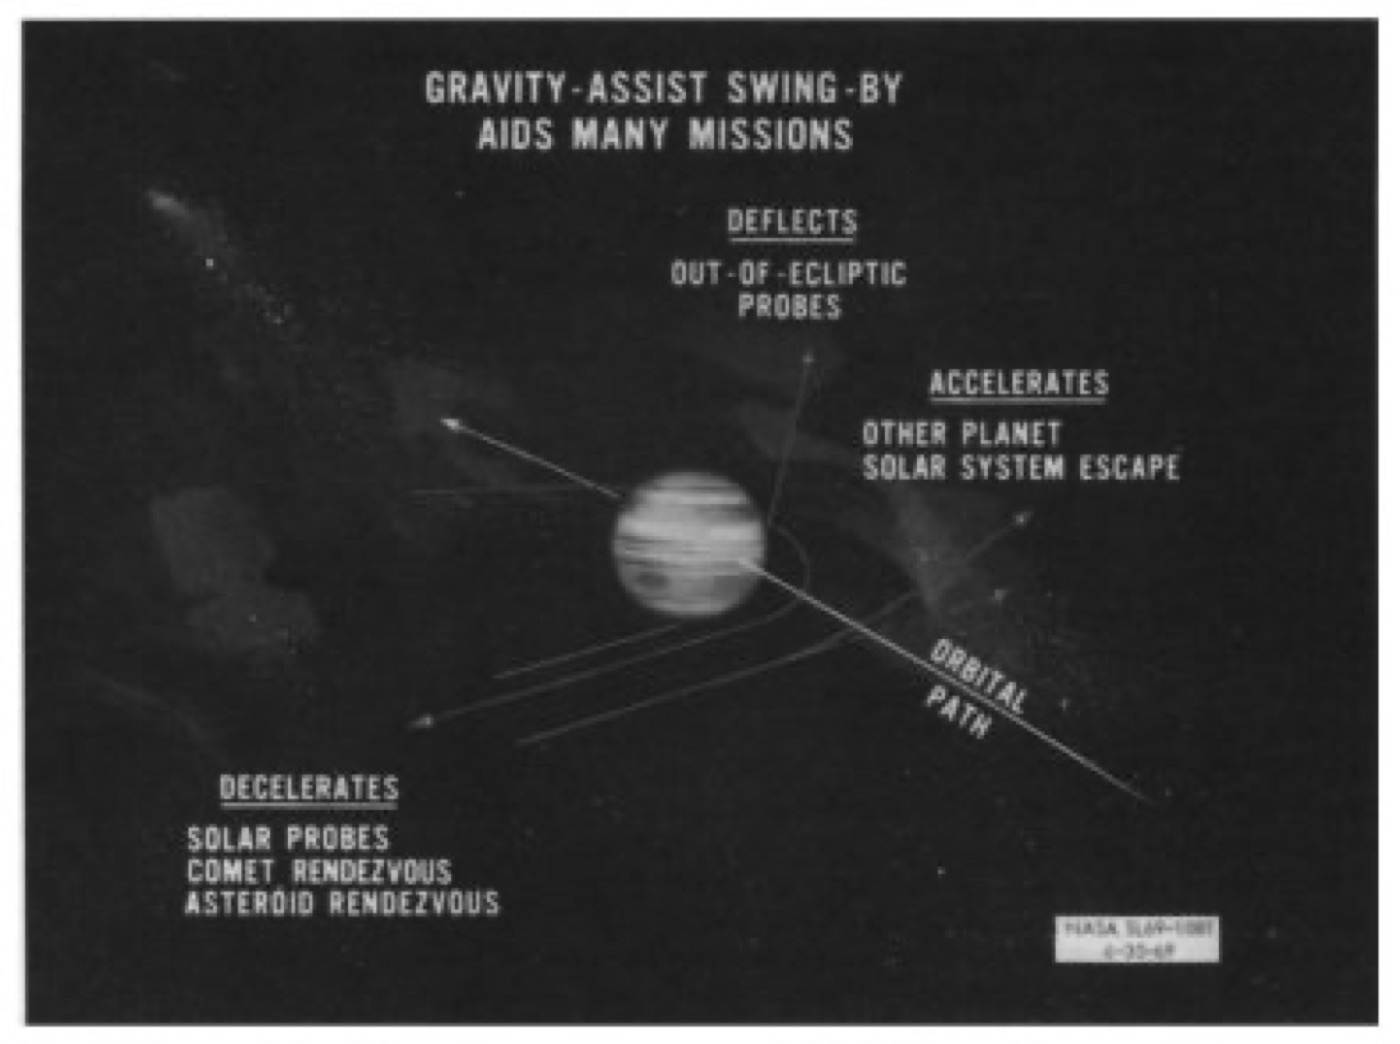 GRAVITY-ASSIST SWING-BY
AIDS MANY MISSIONS
DEFLECTS
OUT-OF-ECLIPTIC
PROBES
ACCELERATES
OTHER PLANET
SOLAR SYSTEM ESCAPE
ORBITAL
PATH
DECELERATES
SOLAR PROBES
COMET RENDEZVOUS
ASTEROID RENDEZVOUS
NASA